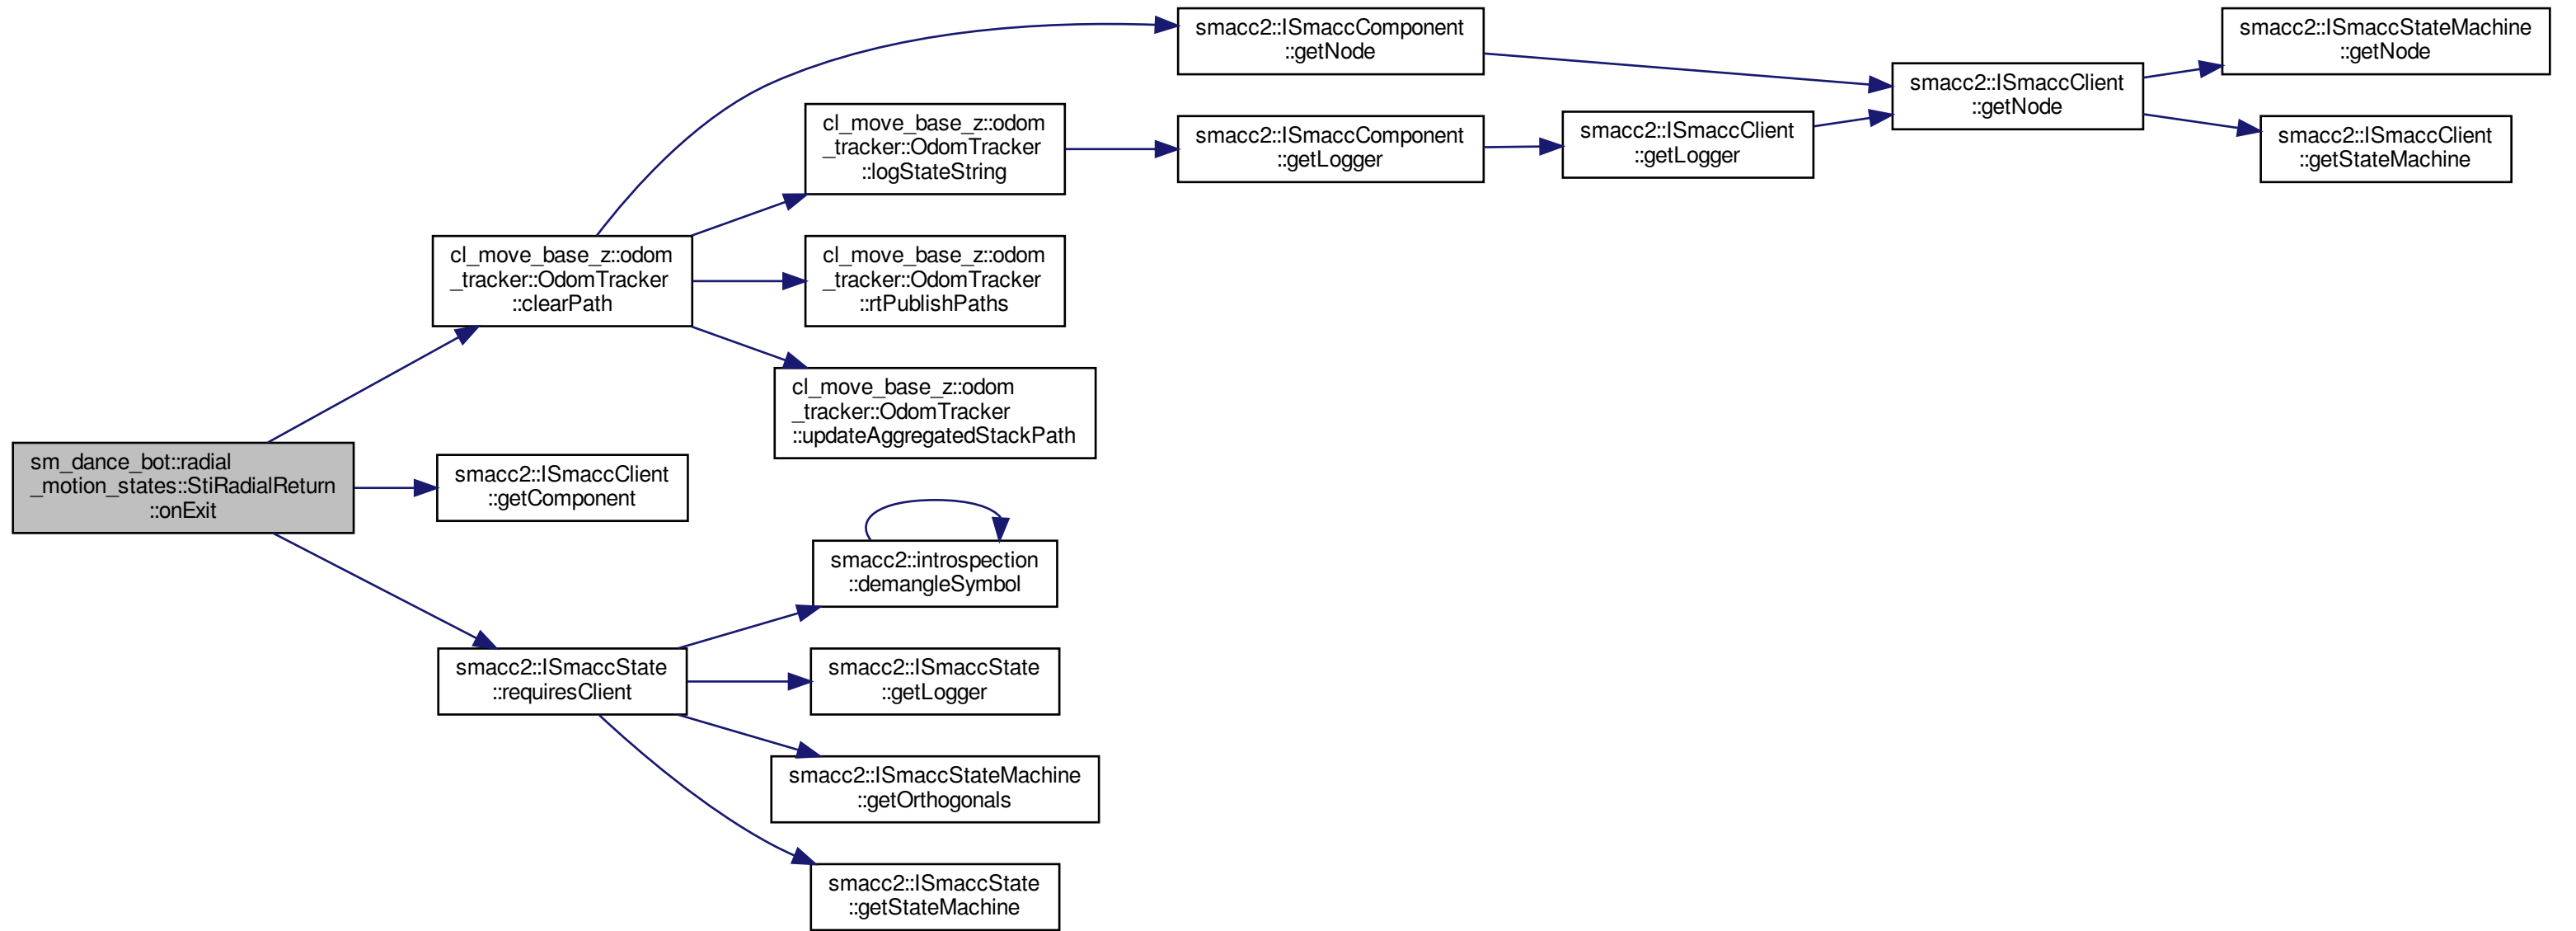 sm_dance_bot::radial
_motion_states::StiRadialReturn
::onExit
cl_move_base_z::odom
_tracker::OdomTracker
::clearPath
smacc2::ISmaccClient
::getComponent
smacc2::ISmaccState
::requiresClient
smacc2::ISmaccComponent
::getNode
cl_move_base_z::odom
_tracker::OdomTracker
::logStateString
cl_move_base_z::odom
_tracker::OdomTracker
::rtPublishPaths
cl_move_base_z::odom
_tracker::OdomTracker
::updateAggregatedStackPath
smacc2::introspection
::demangleSymbol
smacc2::ISmaccState
::getLogger
smacc2::ISmaccStateMachine
::getOrthogonals
smacc2::ISmaccState
::getStateMachine
smacc2::ISmaccComponent
::getLogger
smacc2::ISmaccClient
::getLogger
smacc2::ISmaccClient
::getNode
smacc2::ISmaccStateMachine
::getNode
smacc2::ISmaccClient
::getStateMachine